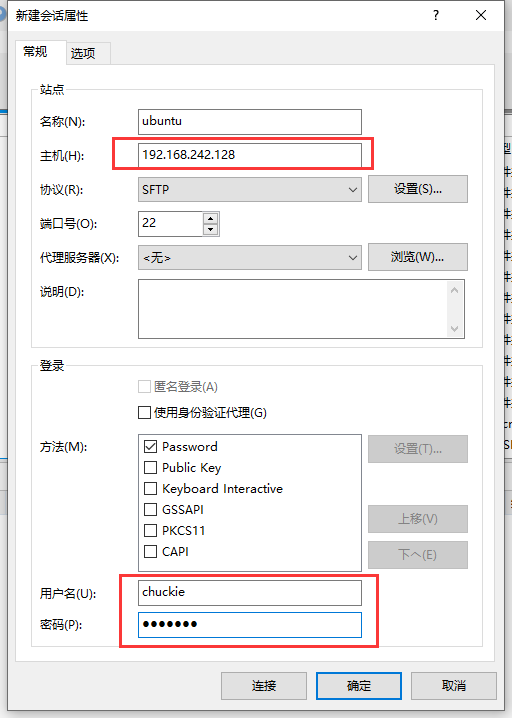 新建会话属性
常规 选项
站点
名称(N): ubuntu
主机(H): 192.168.242.128
协议(R): SFTP 设置(S)...
端口号(O): 22
代理服务器(X): <无> 浏览(W)...
说明(D):
登录
匿名登录(A)
使用身份验证代理(G)
方法(M): Password 设置(T)...
Public Key
Keyboard Interactive
GSSAPI 上移(V)
PKCS11
CAPI 下へ(E)
用户名(U): chuckie
密码(P): ●●●●●●●
连接 确定 取消